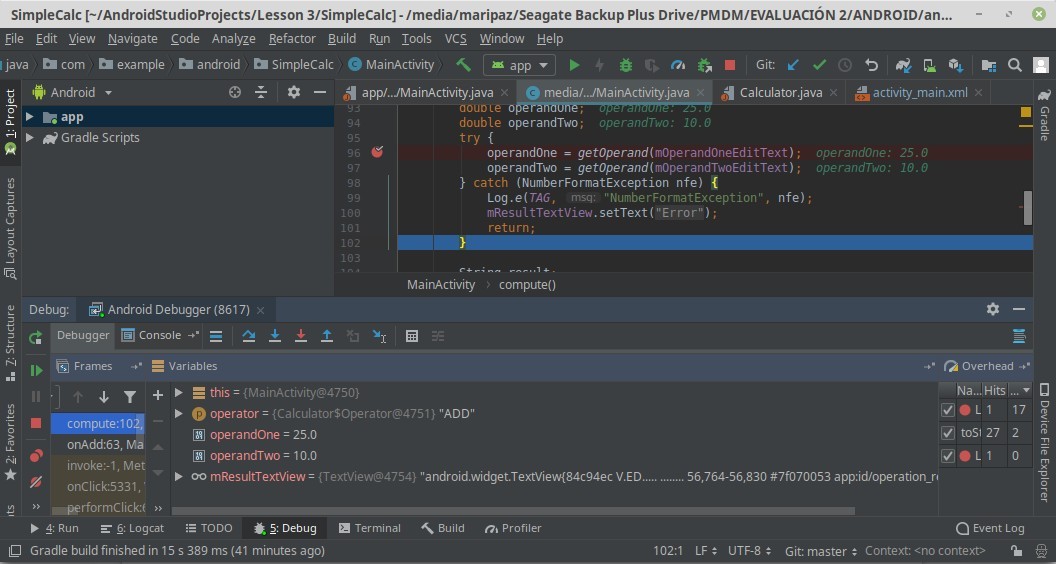 SimpleCalc [~/AndroidStudioProjects/Lesson 3/SimpleCalc] - /media/maripaz/Seagate Backup Plus Drive/PMDM/EVALUACIÓN 2/ANDROID/an...
File Edit View Navigate Code Analyze Refactor Build Run Tools VCS Window Help
java com example android SimpleCalc MainActivity app Git:
1: Project
Layout Captures
Z: Structure
2: Favorites
Android
app
Gradle Scripts
app/.../MainActivity.java media/.../MainActivity.java Calculator.java activity_main.xml
93 double operandOne; operandOne: 25.0
94 double operandTwo; operandTwo: 10.0
95 try {
96 operandOne = getOperand(mOperandOneEditText); operandOne: 25.0
97 operandTwo = getOperand(mOperandTwoEditText); operandTwo: 10.0
98 } catch (NumberFormatException nfe) {
99 Log.e(TAG, msg: "NumberFormatException", nfe);
100 mResultTextView.setText("Error");
101 return;
102 }
103
104 String result;
MainActivity › compute()
Gradle
Device File Explorer
Debug: Android Debugger (8617)
Debugger Console
Frames Variables Overhead
compute:102,
onAdd:63, Ma
invoke:-1, Met
onClick:5331,
performClick:6
this = {MainActivity@4750}
operator = {Calculator$Operator@4751} "ADD"
operandOne = 25.0
operandTwo = 10.0
mResultTextView = {TextView@4754} "android.widget.TextView{84c94ec V.ED..... ........ 56,764-56,830 #7f070053 app:id/operation_re
Na... Hits ...
L 1 17
toSt 27 2
L 1 0
4: Run 6: Logcat TODO 5: Debug Terminal Build Profiler Event Log
Gradle build finished in 15 s 389 ms (41 minutes ago) 102:1 LF UTF-8 Git: master Context: <no context>